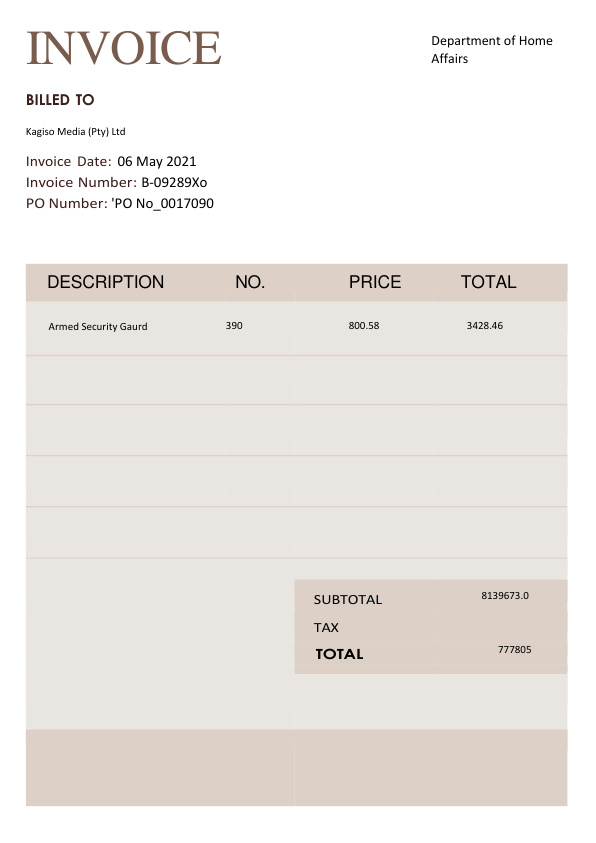 INVOICE
Department of Home
Affairs
BILLED TO
Kagiso Media (Pty) Ltd
Invoice Date: 06 May 2021
Invoice Number: B-09289Xo
PO Number: 'PO No_0017090
DESCRIPTION NO. PRICE TOTAL
Armed Security Gaurd 390 800.58 3428.46
SUBTOTAL 8139673.0
TAX
TOTAL 777805